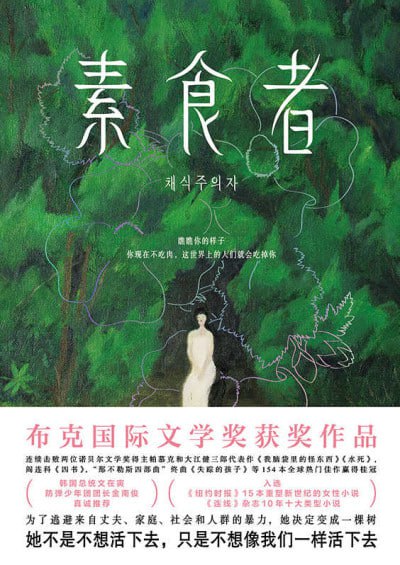 素食者
채식주의자
瞧瞧你的样子
你现在不吃肉，这世界上的人们就会吃掉你
布克国际文学奖获奖作品
连续击败两位诺贝尔文学奖得主帕慕克和大江健三郎代表作《我脑袋里的怪东西》《水死》，
阎连科《四书》，“那不勒斯四部曲”终曲《失踪的孩子》等154本全球热门佳作赢得桂冠
韩国总统文在寅
防弹少年团团长金南俊
真诚推荐
入选
《纽约时报》15本重塑新世纪的女性小说
《连线》杂志10年十大类型小说
为了逃避来自丈夫、家庭、社会和人群的暴力，她决定变成一棵树
她不是不想活下去，只是不想像我们一样活下去